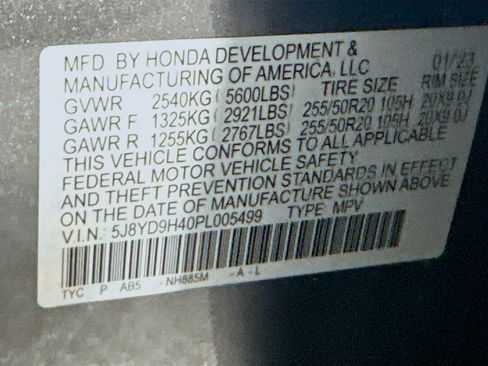 MFD. BY HONDA DEVELOPMENT & 01/23
MANUFACTURING OF AMERICA, LLC
GVWR 2540KG (5600LBS) TIRE SIZE RIM SIZE
GAWR F 1325KG (2921LBS) 255/50R20 105H 20X9.0J
GAWR R 1255KG (2767LBS) 255/50R20 105H 20X9.0J
THIS VEHICLE CONFORMS TO ALL APPLICABLE
FEDERAL MOTOR VEHICLE SAFETY
AND THEFT PREVENTION STANDARDS IN EFFECT
ON THE DATE OF MANUFACTURE SHOWN ABOVE.
V.I.N.: 5J8YD9H40PL005499 TYPE: MPV
TYC P AB5 - NH885M - A - L